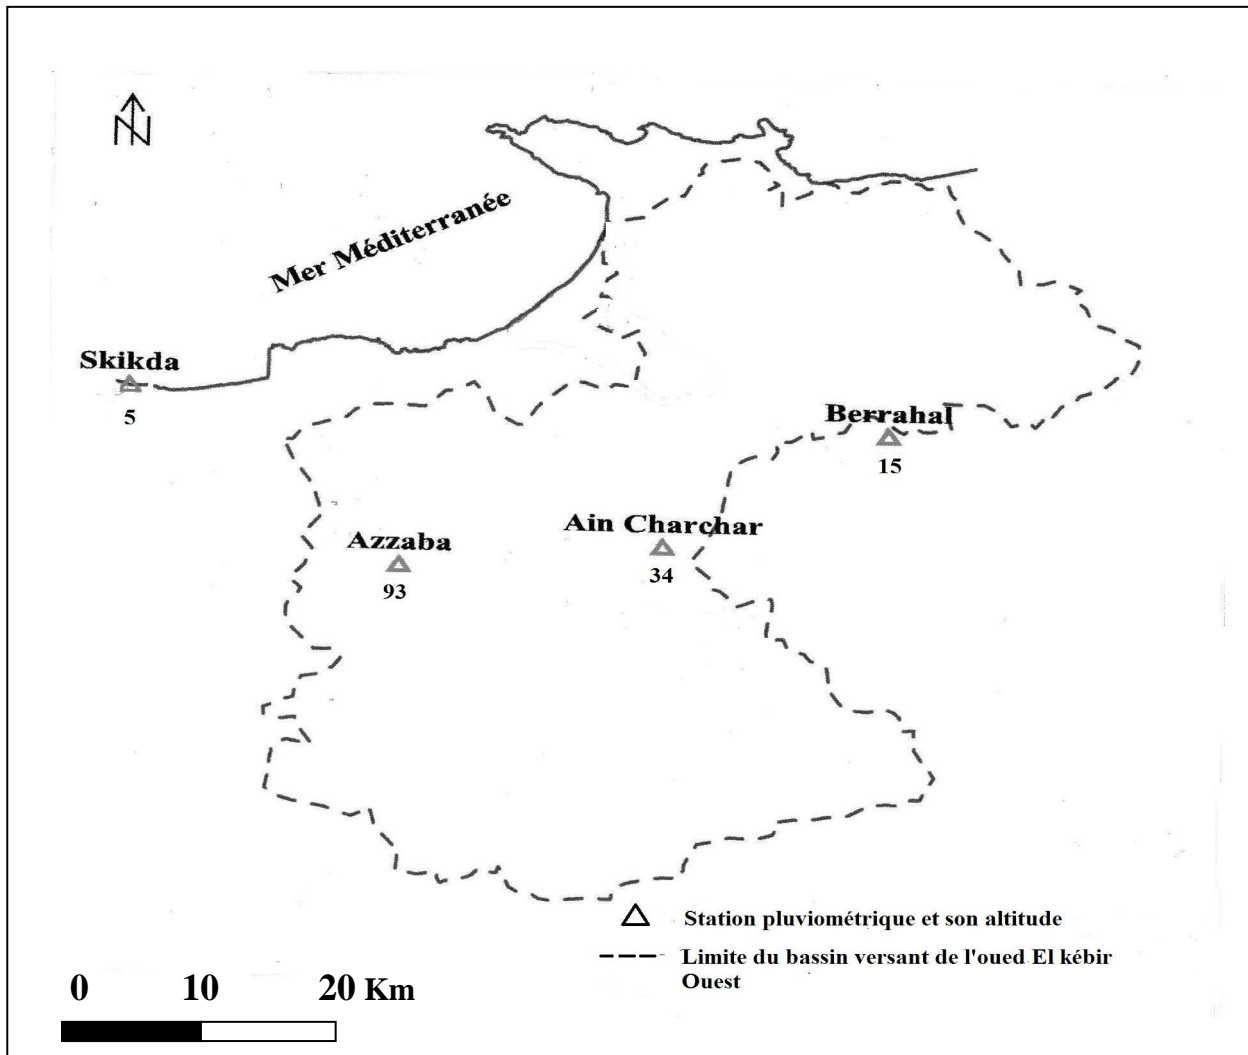 N
Mer Méditerranée
Skikda
5
Berrahal
15
Ain Charchar
34
Azzaba
93
Station pluviométrique et son altitude
Limite du bassin versant de l'oued El kébir
Ouest
0 10 20 Km